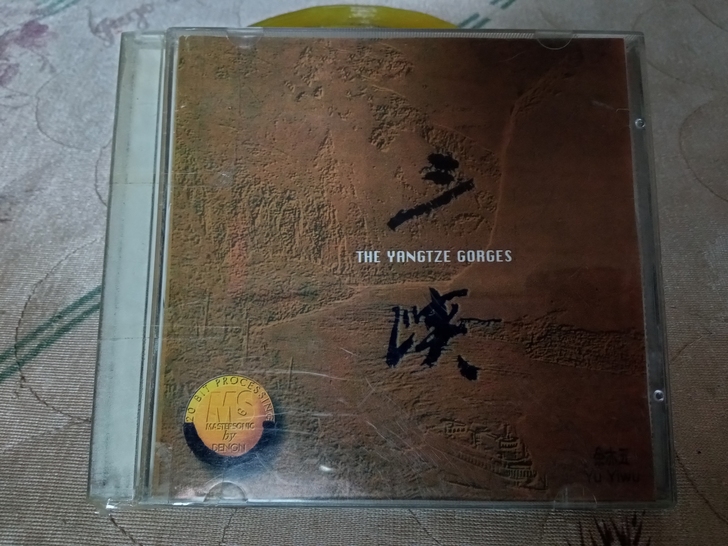 三
THE YANGTZE GORGES
峡
20 BIT PROCESSING
MS
MASTERSONIC
by
DENON
YU YIWU